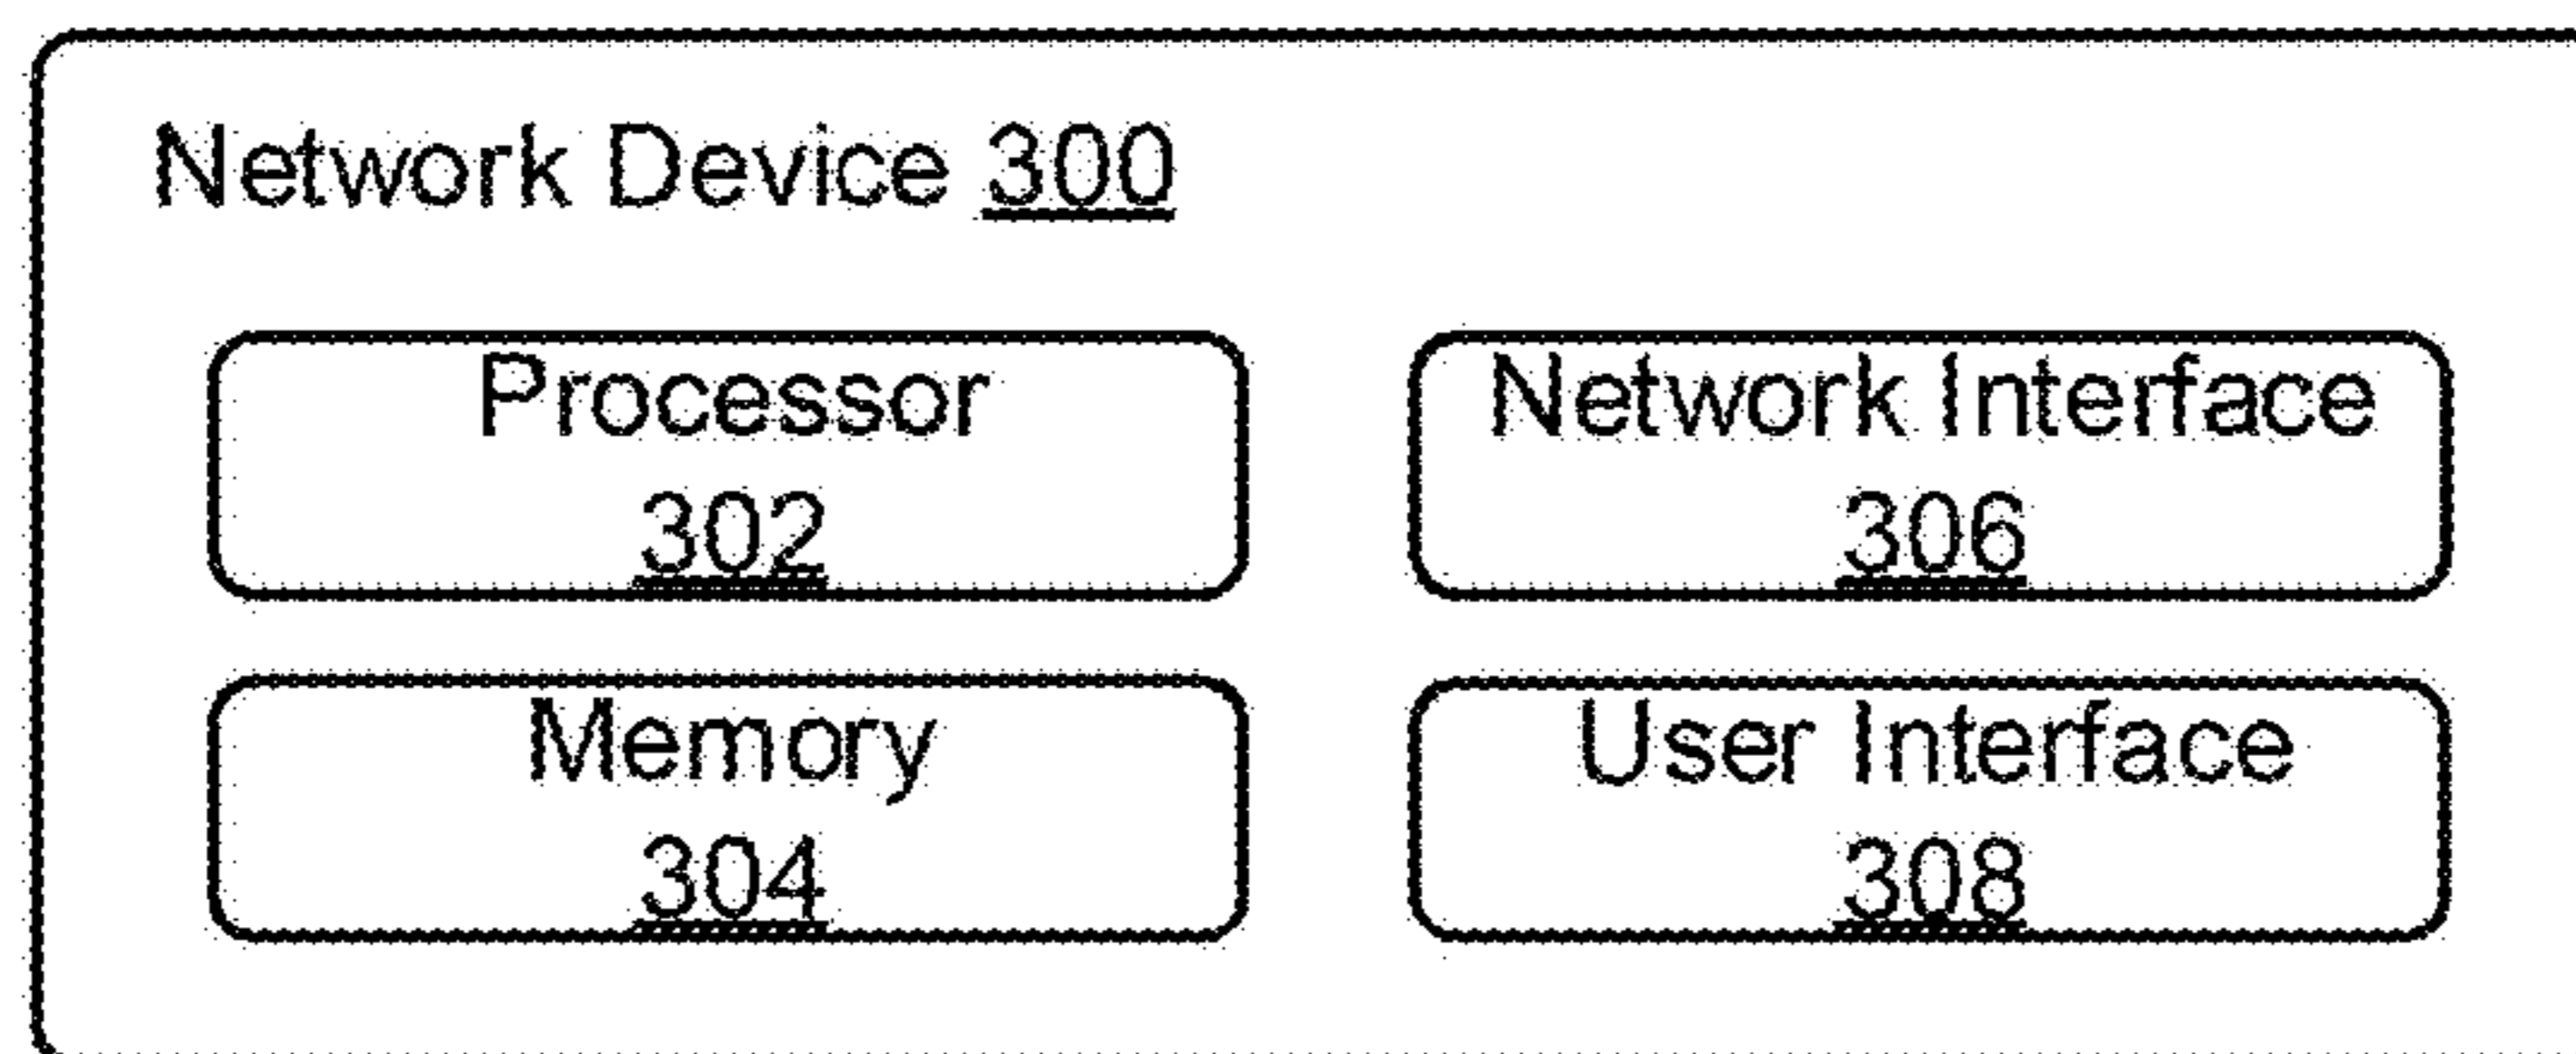 Network Device 300
Processor
302
Network Interface
306
Memory
304
User Interface
308